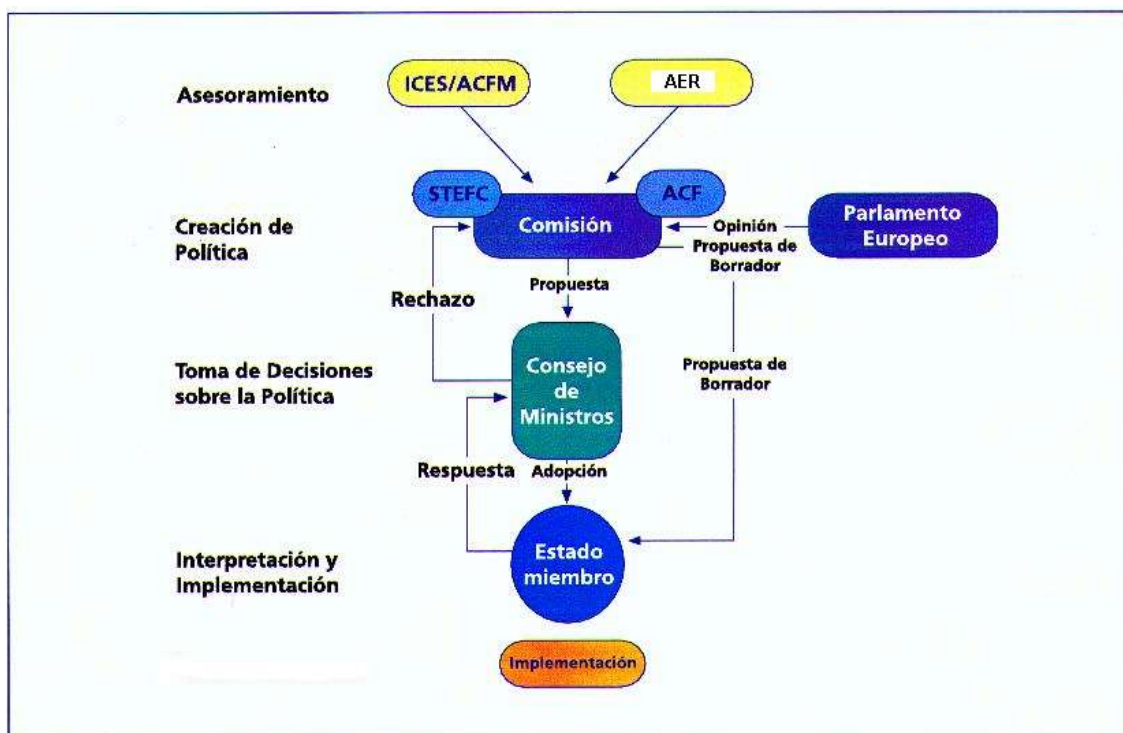 Asesoramiento
ICES/ACFM
AER
STEFC
ACF
Creación de
Política
Comisión
Opinión
Propuesta de
Borrador
Parlamento
Europeo
Propuesta
Rechazo
Toma de Decisiones
sobre la Política
Consejo
de
Ministros
Propuesta de
Borrador
Respuesta
Adopción
Interpretación y
Implementación
Estado
miembro
Implementación